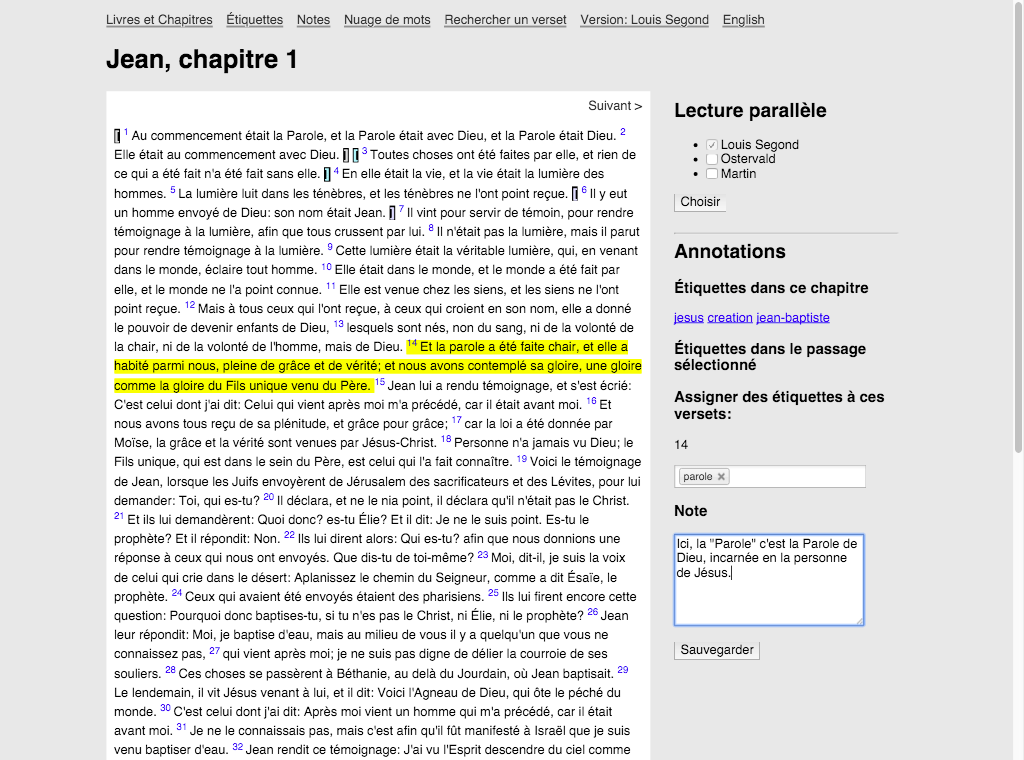 Livres et Chapitres Étiquettes Notes Nuage de mots Rechercher un verset Version: Louis Segond English
Jean, chapitre 1
Suivant >
1 Au commencement était la Parole, et la Parole était avec Dieu, et la Parole était Dieu. 2
Elle était au commencement avec Dieu. 3 Toutes choses ont été faites par elle, et rien de
ce qui a été fait n'a été fait sans elle. 4 En elle était la vie, et la vie était la lumière des
hommes. 5 La lumière luit dans les ténèbres, et les ténèbres ne l'ont point reçue. 6 Il y eut
un homme envoyé de Dieu: son nom était Jean. 7 Il vint pour servir de témoin, pour rendre
témoignage à la lumière, afin que tous crussent par lui. 8 Il n'était pas la lumière, mais il parut
pour rendre témoignage à la lumière. 9 Cette lumière était la véritable lumière, qui, en venant
dans le monde, éclaire tout homme. 10 Elle était dans le monde, et le monde a été fait par
elle, et le monde ne l'a point connue. 11 Elle est venue chez les siens, et les siens ne l'ont
point reçue. 12 Mais à tous ceux qui l'ont reçue, à ceux qui croient en son nom, elle a donné
le pouvoir de devenir enfants de Dieu, 13 lesquels sont nés, non du sang, ni de la volonté de
la chair, ni de la volonté de l'homme, mais de Dieu. 14 Et la parole a été faite chair, et elle a
habité parmi nous, pleine de grâce et de vérité; et nous avons contemplé sa gloire, une gloire
comme la gloire du Fils unique venu du Père. 15 Jean lui a rendu témoignage, et s'est écrié:
C'est celui dont j'ai dit: Celui qui vient après moi m'a précédé, car il était avant moi. 16 Et
nous avons tous reçu de sa plénitude, et grâce pour grâce; 17 car la loi a été donnée par
Moïse, la grâce et la vérité sont venues par Jésus-Christ. 18 Personne n'a jamais vu Dieu; le
Fils unique, qui est dans le sein du Père, est celui qui l'a fait connaître. 19 Voici le témoignage
de Jean, lorsque les Juifs envoyèrent de Jérusalem des sacrificateurs et des Lévites, pour lui
demander: Toi, qui es-tu? 20 Il déclara, et ne le nia point, il déclara qu'il n'était pas le Christ.
21 Et ils lui demandèrent: Quoi donc? es-tu Élie? Et il dit: Je ne le suis point. Es-tu le
prophète? Et il répondit: Non. 22 Ils lui dirent alors: Qui es-tu? afin que nous donnions une
réponse à ceux qui nous ont envoyés. Que dis-tu de toi-même? 23 Moi, dit-il, je suis la voix
de celui qui crie dans le désert: Aplanissez le chemin du Seigneur, comme a dit Ésaïe, le
prophète. 24 Ceux qui avaient été envoyés étaient des pharisiens. 25 Ils lui firent encore cette
question: Pourquoi donc baptises-tu, si tu n'es pas le Christ, ni Élie, ni le prophète? 26 Jean
leur répondit: Moi, je baptise d'eau, mais au milieu de vous il y a quelqu'un que vous ne
connaissez pas, 27 qui vient après moi; je ne suis pas digne de délier la courroie de ses
souliers. 28 Ces choses se passèrent à Béthanie, au delà du Jourdain, où Jean baptisait. 29
Le lendemain, il vit Jésus venant à lui, et il dit: Voici l'Agneau de Dieu, qui ôte le péché du
monde. 30 C'est celui dont j'ai dit: Après moi vient un homme qui m'a précédé, car il était
avant moi. 31 Je ne le connaissais pas, mais c'est afin qu'il fût manifesté à Israël que je suis
venu baptiser d'eau. 32 Jean rendit ce témoignage: J'ai vu l'Esprit descendre du ciel comme
Lecture parallèle
Louis Segond
Ostervald
Martin
Choisir
Annotations
Étiquettes dans ce chapitre
jesus creation jean-baptiste
Étiquettes dans le passage
sélectionné
Assigner des étiquettes à ces
versets:
14
parole
Note
Ici, la "Parole" c'est la Parole de
Dieu, incarnée en la personne
de Jésus.
Sauvegarder